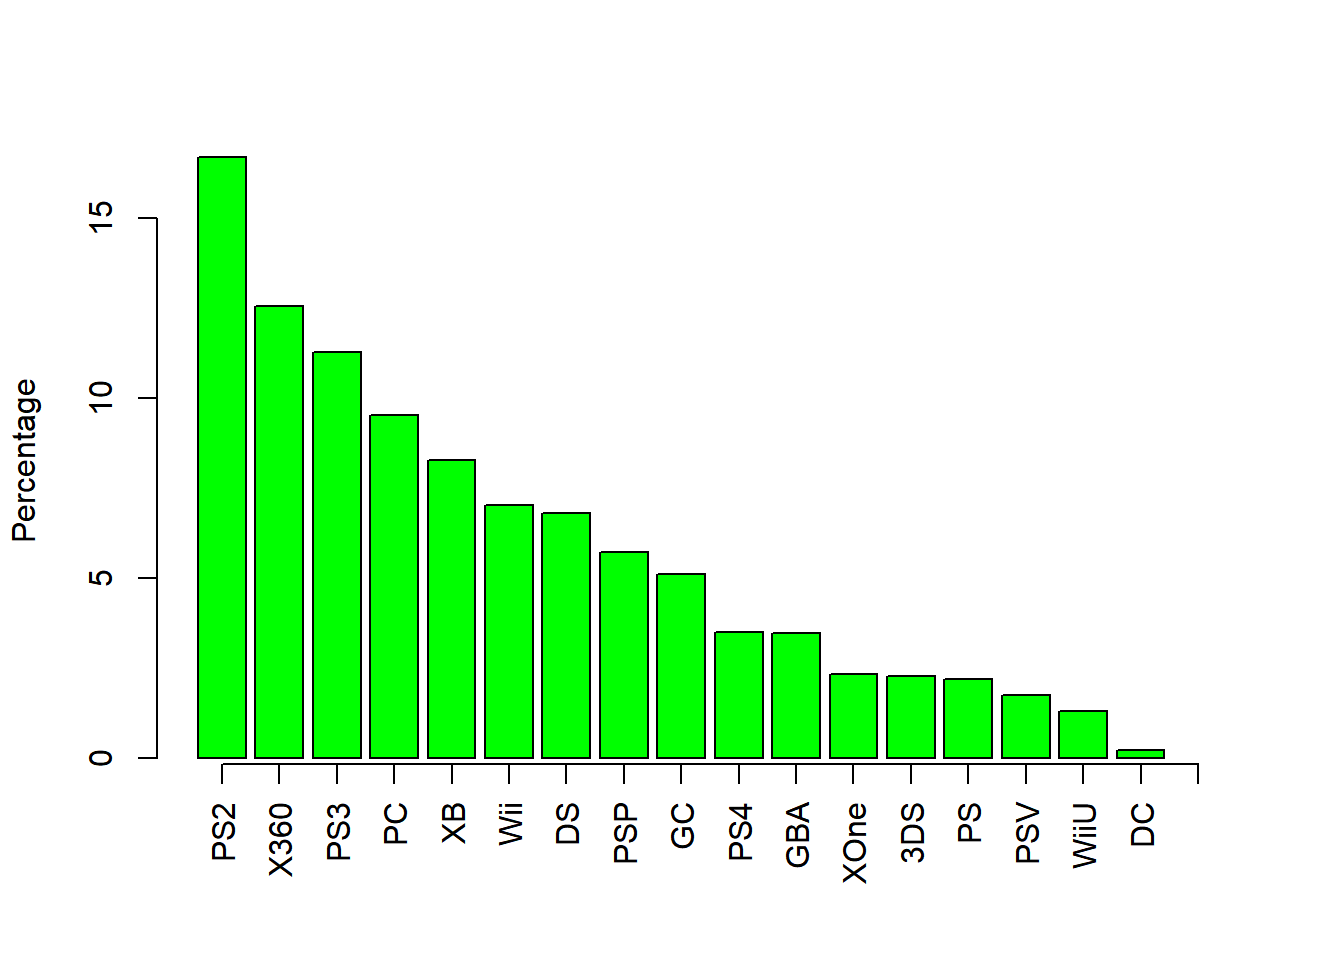 Percentage
15
10
5
0
PS2
X360
PS3
PC
XB
Wii
DS
PSP
GC
PS4
GBA
XOne
3DS
PS
PSV
WiiU
DC